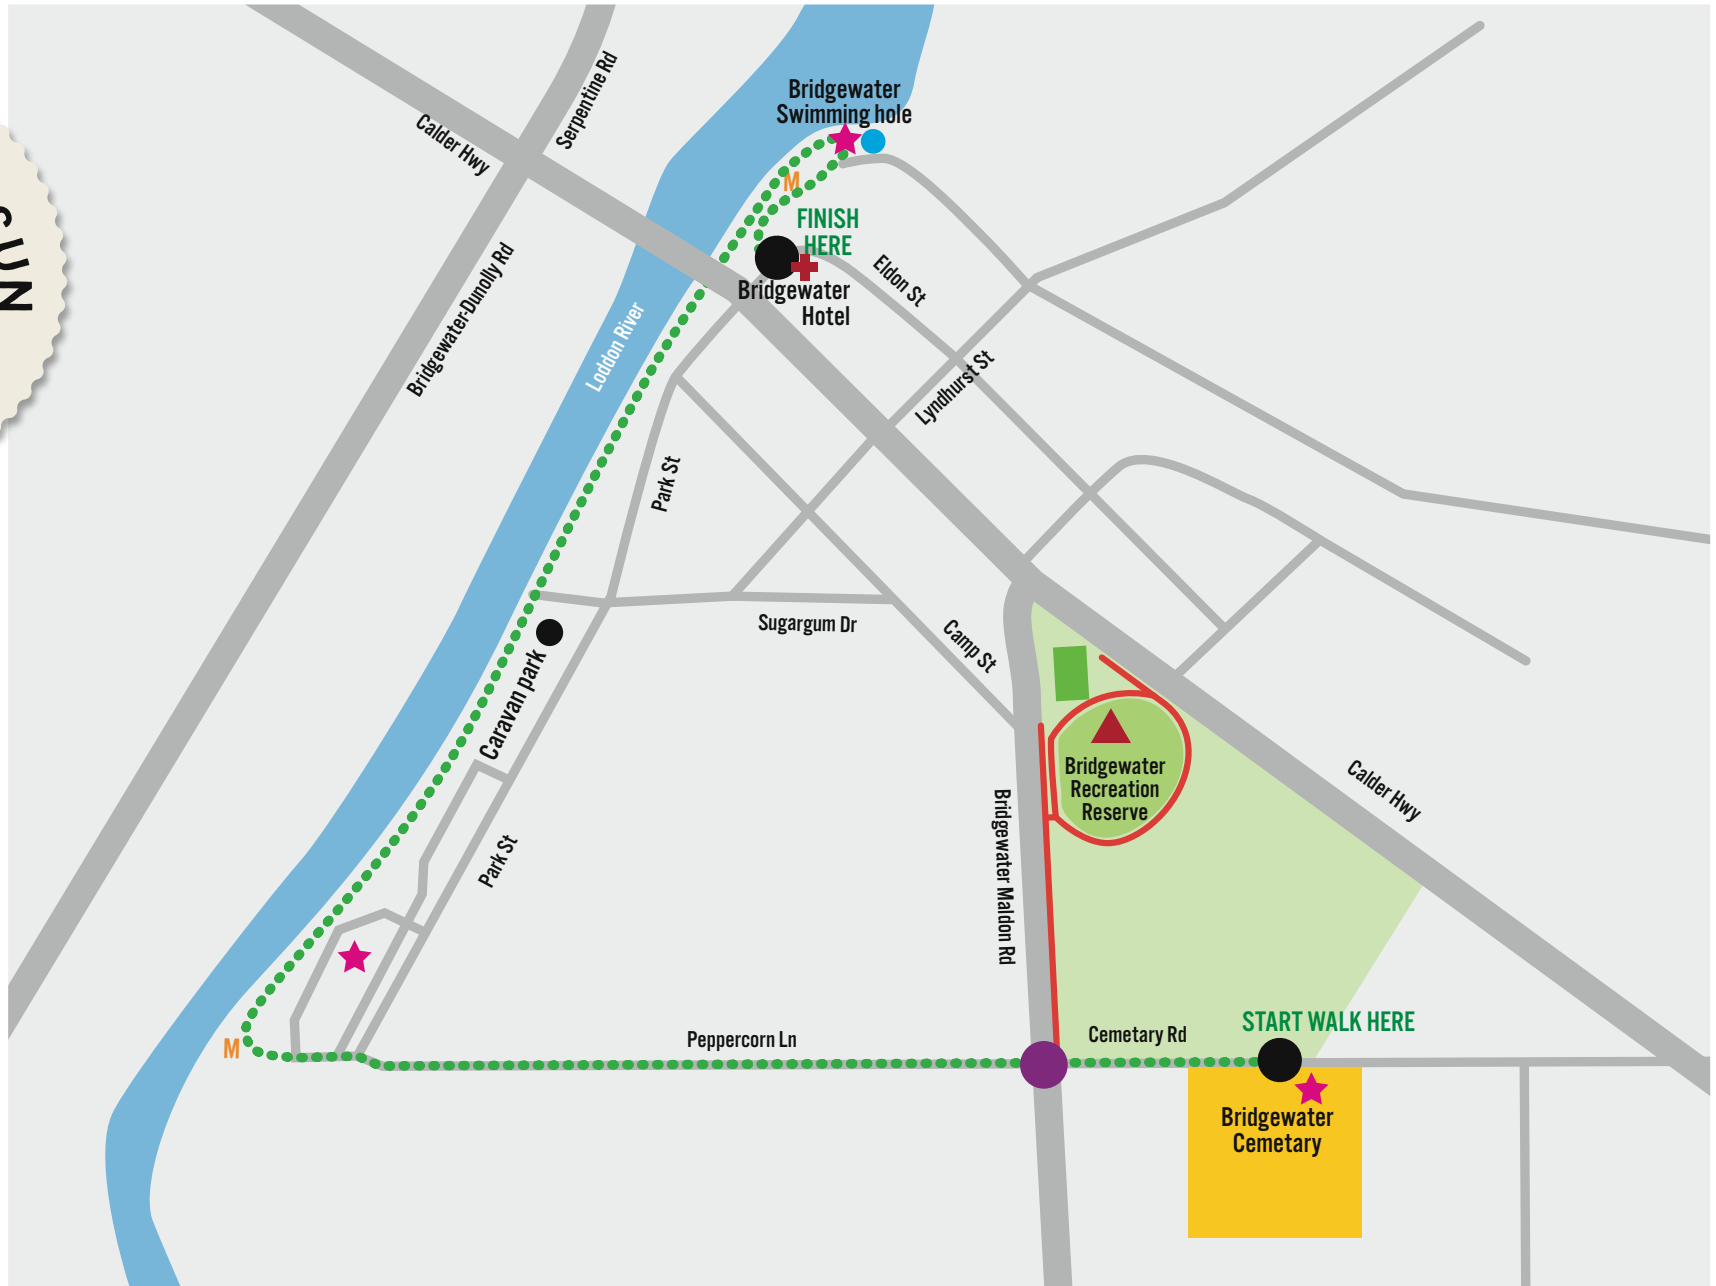 Bridgewater
Swimming hole
Serpentine Rd
Calder Hwy
M
FINISH
HERE
Bridgewater
Hotel
Eldon St
SUN
Bridgewater-Dunolly Rd
Loddon River
Lyndhurst St
Park St
Sugargum Dr
Camp St
Caravan park
Bridgewater
Recreation
Reserve
Calder Hwy
Bridgewater Maldon Rd
Park St
START WALK HERE
Cemetary Rd
Peppercorn Ln
M
Bridgewater
Cemetary